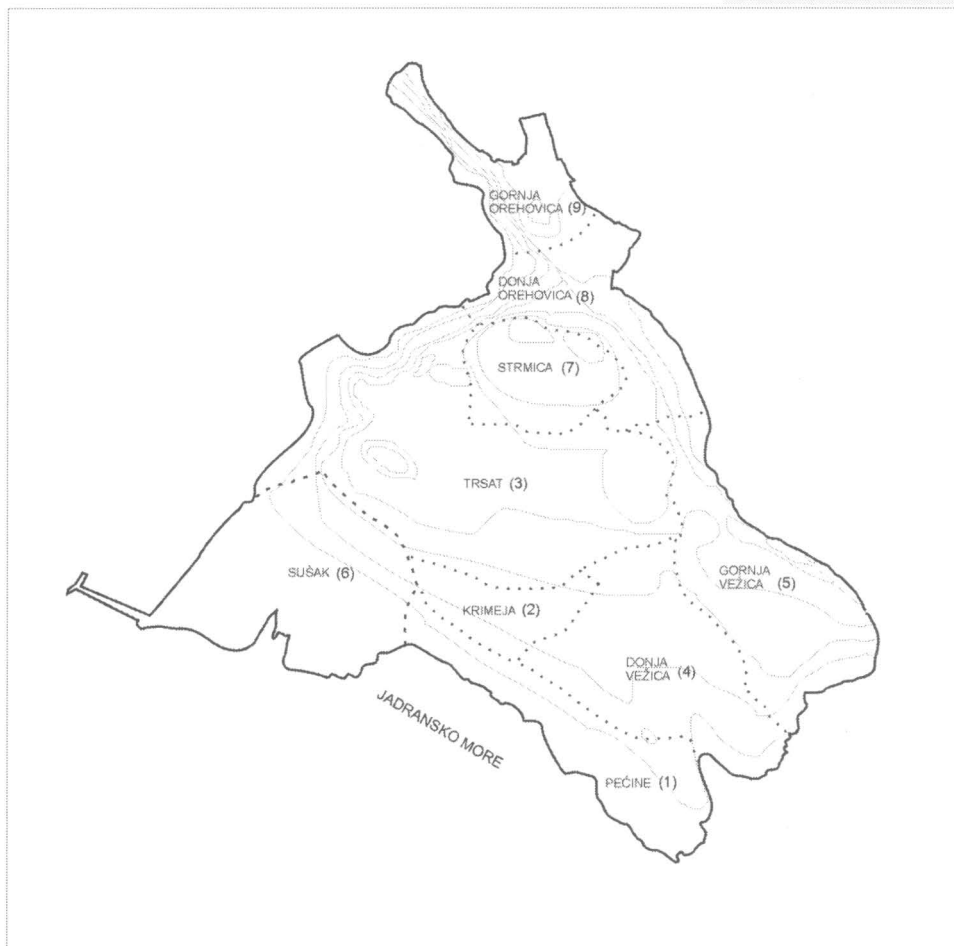 GORNJA
OREHOVICA (9)
DONJA
OREHOVICA (8)
STRMICA (7)
TRSAT (3)
SUŠAK (6)
GORNJA
VEŽICA (5)
KRIMEJA (2)
DONJA
VEŽICA (4)
JADRANSKO MORE
PEĆINE (1)